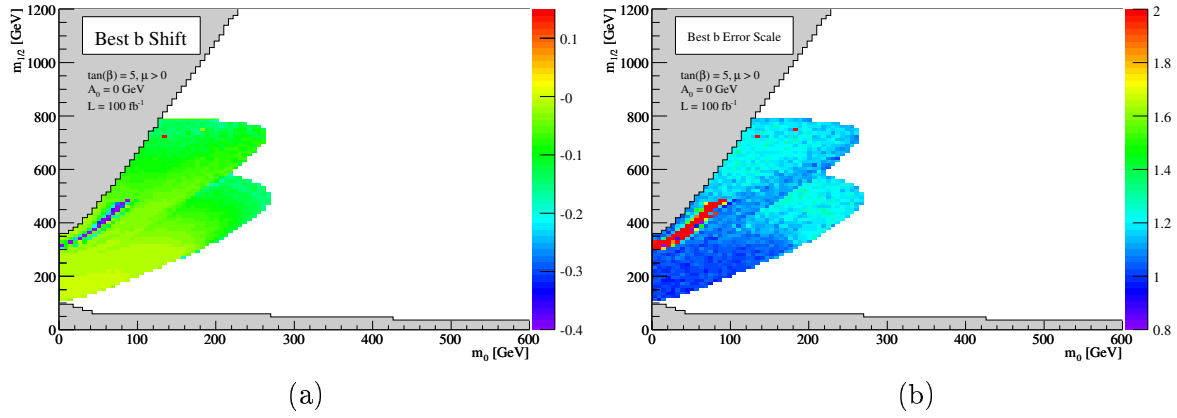 Best b Shift
tan(β) = 5, μ > 0
A₀ = 0 GeV
L = 100 fb⁻¹
m₁/₂ [GeV]
1200
1000
800
600
400
200
0
0 100 200 300 400 500 600
m₀ [GeV]
0.1
-0
-0.1
-0.2
-0.3
-0.4
(a)
Best b Error Scale
tan(β) = 5, μ > 0
A₀ = 0 GeV
L = 100 fb⁻¹
m₁/₂ [GeV]
1200
1000
800
600
400
200
0
0 100 200 300 400 500 600
m₀ [GeV]
2
1.8
1.6
1.4
1.2
1
0.8
(b)